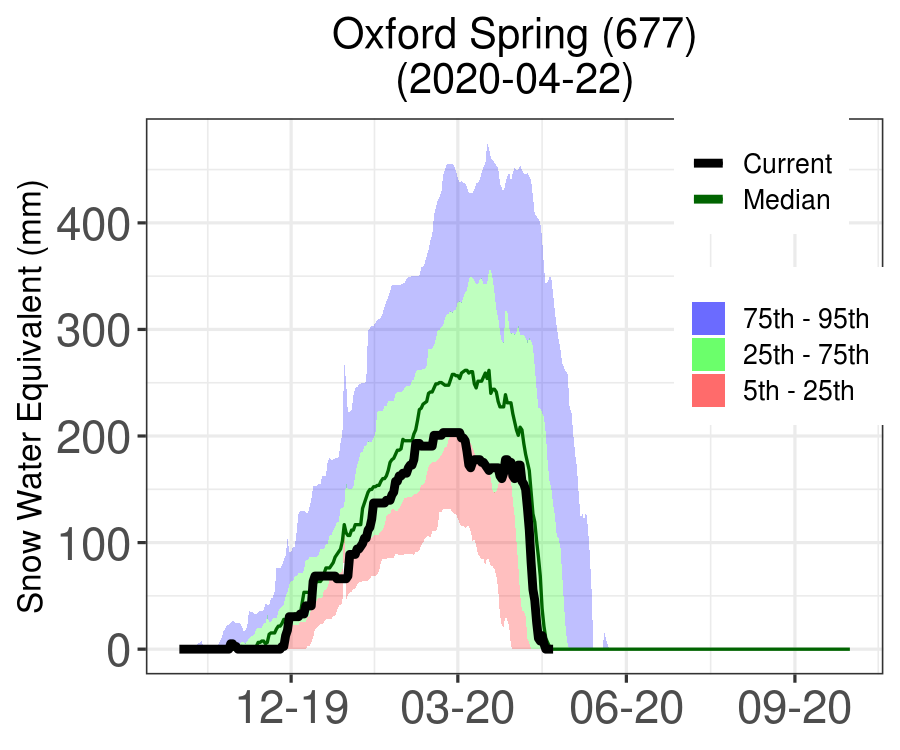 Oxford Spring (677)
(2020-04-22)
Snow Water Equivalent (mm)
400
300
200
100
0
12-19
03-20
06-20
09-20
Current
Median
75th - 95th
25th - 75th
5th - 25th